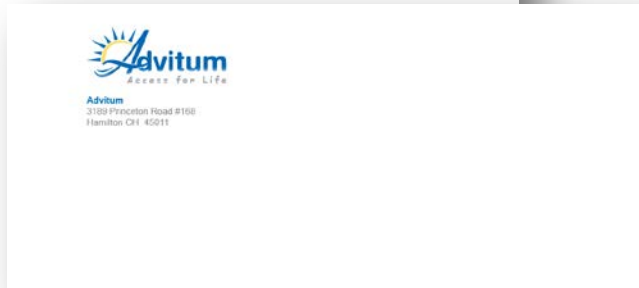 Advitum
Access for Life
Advitum
3189 Princeton Road #168
Hamilton OH 45011